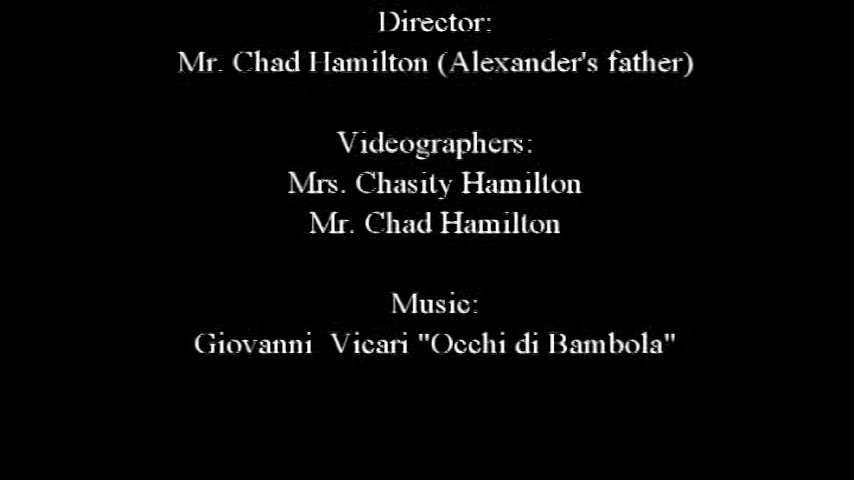 Director:
Mr. Chad Hamilton (Alexander's father)
Videographers:
Mrs. Chasity Hamilton
Mr. Chad Hamilton
Music:
Giovanni  Vicari "Occhi di Bambola"